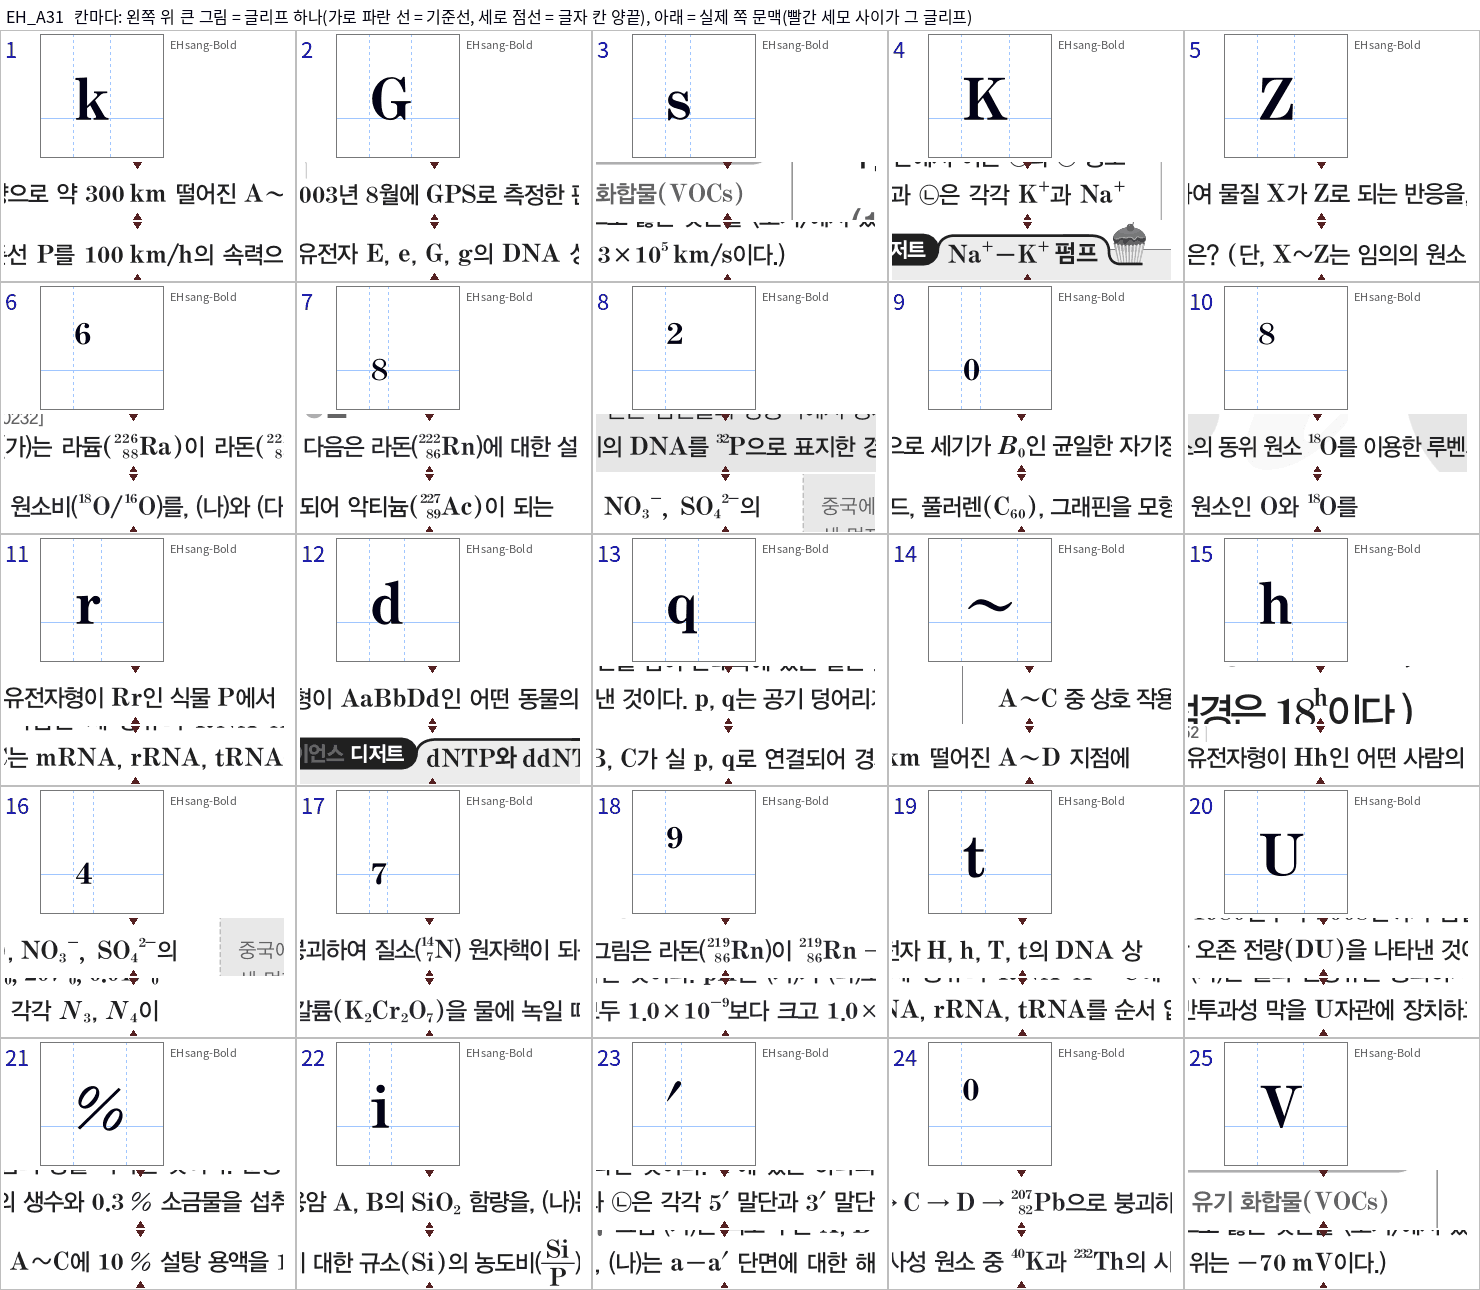 EH_A31 칸마다: 왼쪽 위 큰 그림 = 글리프 하나(가로 파란 선 = 기준선, 세로 점선 = 글자 칸 양끝), 아래 = 실제 쪽 문맥(빨간 세모 사이가 그 글리프)
1 k EHsang-Bold
으로 약 300 km 떨어진 A～
선 P를 100 km/h의 속력으
2 G EHsang-Bold
003년 8월에 GPS로 측정한
유전자 E, e, G, g의 DNA 상
3 s EHsang-Bold
화합물(VOCs)
3×10⁵ km/s이다.)
4 K EHsang-Bold
과 ㉡은 각각 K⁺과 Na⁺
저트 Na⁺－K⁺ 펌프
5 Z EHsang-Bold
여 물질 X가 Z로 되는 반응을,
은? (단, X～Z는 임의의 원소
6 6 EHsang-Bold
0232]
가)는 라듐(²²⁶₈₈Ra)이 라돈(²²₈
원소비(¹⁸O/¹⁶O)를, (나)와 (다
7 8 EHsang-Bold
다음은 라돈(²²²₈₆Rn)에 대한 설
되어 악티늄(²²⁷₈₉Ac)이 되는
8 2 EHsang-Bold
의 DNA를 ³²P으로 표지한 경
NO₃⁻, SO₄²⁻의
중국에
9 0 EHsang-Bold
으로 세기가 B₀인 균일한 자기장
드, 풀러렌(C₆₀), 그래핀을 모형
10 8 EHsang-Bold
의 동위 원소 ¹⁸O를 이용한 루벤
원소인 O와 ¹⁸O를
11 r EHsang-Bold
유전자형이 Rr인 식물 P에서
는 mRNA, rRNA, tRNA
12 d EHsang-Bold
형이 AaBbDd인 어떤 동물의
이언스 디저트 dNTP와 ddNT
13 q EHsang-Bold
낸 것이다. p, q는 공기 덩어리
B, C가 실 p, q로 연결되어 경
14 ～ EHsang-Bold
A～C 중 상호 작용
km 떨어진 A～D 지점에
15 h EHsang-Bold
경은 18ʰ이다)
52
유전자형이 Hh인 어떤 사람의
16 4 EHsang-Bold
, NO₃⁻, SO₄²⁻의
중국에
각각 N₃, N₄이
17 7 EHsang-Bold
붕괴하여 질소(¹⁴₇N) 원자핵이 되
칼륨(K₂Cr₂O₇)을 물에 녹일 때
18 9 EHsang-Bold
그림은 라돈(²¹⁹₈₆Rn)이 ²¹⁹₈₆Rn －
모두 1.0×10⁻⁹보다 크고 1.0×
19 t EHsang-Bold
전자 H, h, T, t의 DNA 상
NA, rRNA, tRNA를 순서 없
20 U EHsang-Bold
오존 전량(DU)을 나타낸 것이
반투과성 막을 U자관에 장치하고
21 % EHsang-Bold
의 생수와 0.3 % 소금물을 섭취
A～C에 10 % 설탕 용액을 1
22 i EHsang-Bold
용암 A, B의 SiO₂ 함량을, (나)는
대한 규소(Si)의 농도비(Si/P)
23 ′ EHsang-Bold
㉡은 각각 5′ 말단과 3′ 말단
, (나)는 a－a′ 단면에 대한 해
24 0 EHsang-Bold
C → D → ²⁰⁷₈₂Pb으로 붕괴하
사성 원소 중 ⁴⁰K과 ²³²Th의 시
25 V EHsang-Bold
유기 화합물(VOCs)
위는 －70 mV이다.)